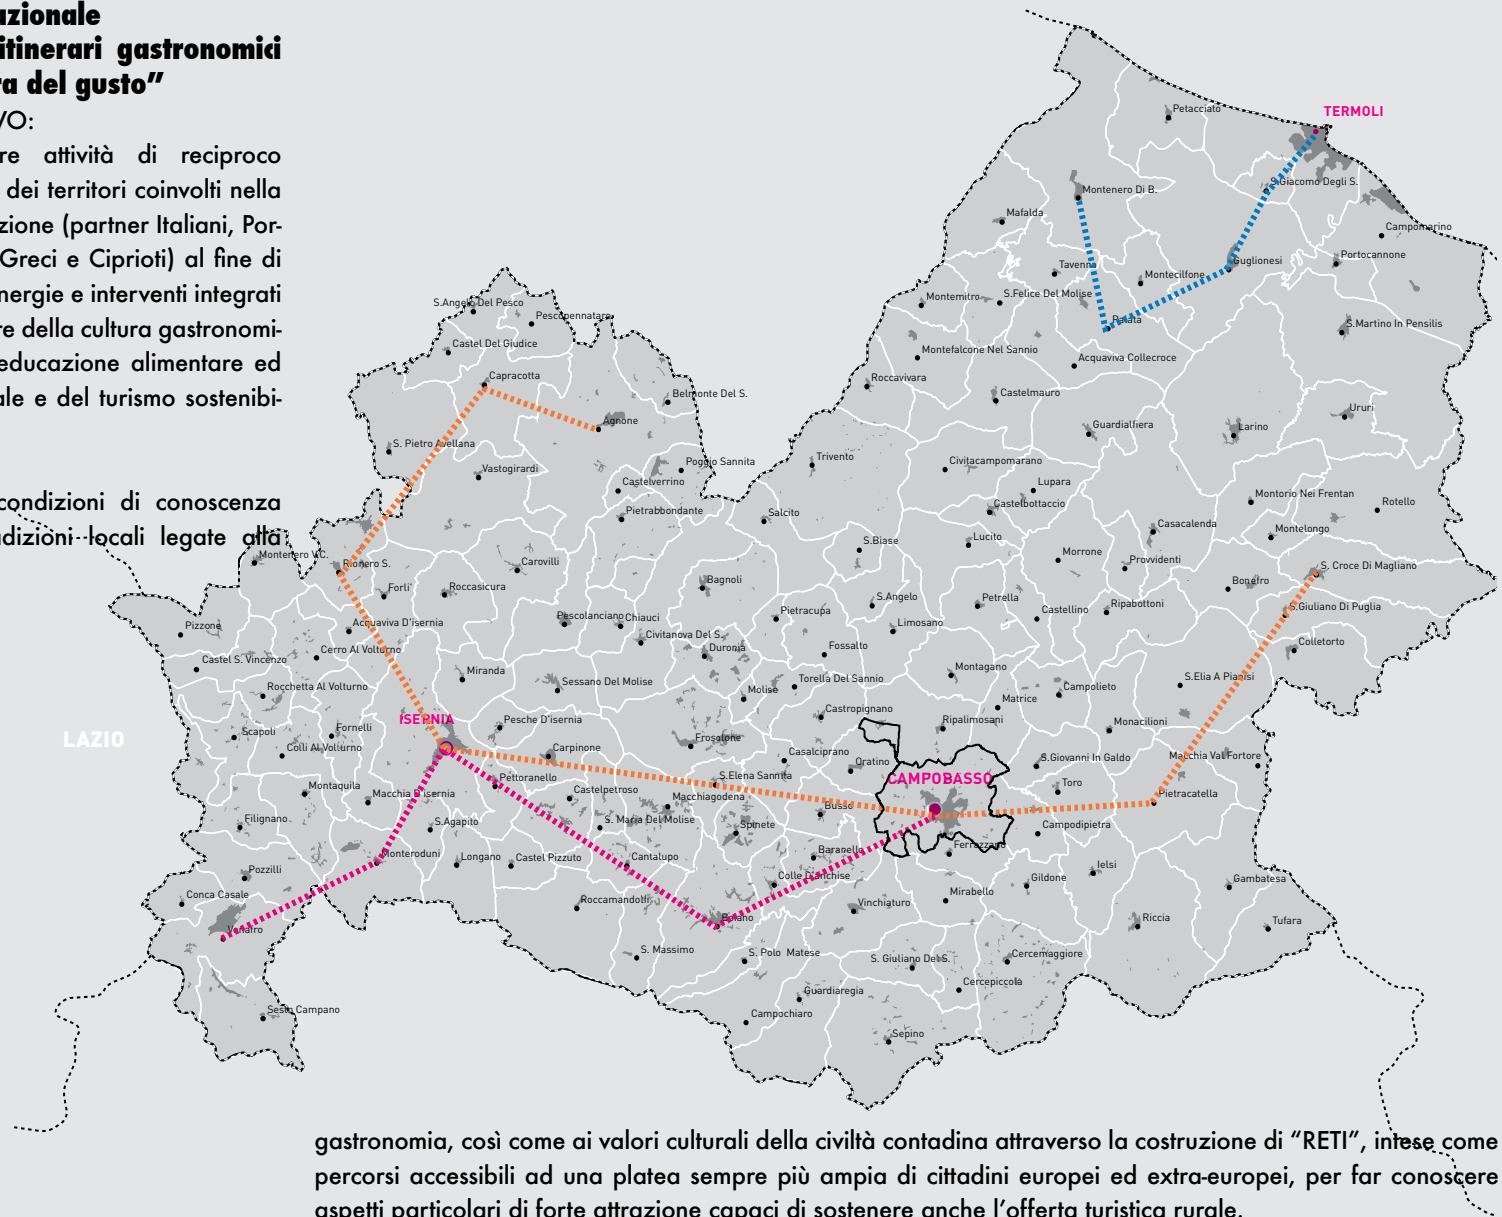 azionale
itinerari gastronomici
ra del gusto”
VO:
re attività di reciproco
dei territori coinvolti nella
zione (partner Italiani, Por-
Greci e Ciprioti) al fine di
nergie e interventi integrati
re della cultura gastronomi-
educazione alimentare ed
ale e del turismo sostenibi-
condizioni di conoscenza
adizioni locali legate alla
TERMOLI
Petacciato
S.Giacomo Degli S.
Montenero Di B.
Mafalda
Campomarino
Portocannone
Guglionesi
Tavenna
Montecilfone
S.Felice Del Molise
Montemitro
Palata
S.Martino In Pensilis
S.Angelo Del Pesco
Pescopennataro
Castel Del Giudice
Montefalcone Nel Sannio
Acquaviva Collecroce
Capracotta
Roccavivara
Belmonte Del S.
Castelmauro
Agnone
Guardialfiera
Larino
Ururi
S. Pietro Avellana
Vastogirardi
Poggio Sannita
Trivento
Civitacampomarano
Castelverrino
Lupara
Montorio Nei Frentan
Rotello
Pietrabbondante
Salcito
Castelbottaccio
Casacalenda
Montelongo
S.Biase
Lucito
Morrone
Provvidenti
Montenero V.C.
Rionero S.
Carovilli
S. Croce Di Magliano
Bonefro
Forli
Roccasicura
Bagnoli
S.Angelo
Petrella
Castellino
Ripabottoni
S.Giuliano Di Puglia
Pizzone
Acquaviva D'isernia
Pescolanciano
Chiauci
Pietracupa
Limosano
Civitanova Del S.
Duronia
Fossalto
Colletorto
Castel S. Vincenzo
Cerro Al Volturno
Miranda
Sessano Del Molise
Torella Del Sannio
Montagano
Campolieto
S.Elia A Pianisi
Rocchetta Al Volturno
Molise
Castropignano
Matrice
ISERNIA
Pesche D'isernia
Ripalimosani
Monacilioni
LAZIO
Scapoli
Fornelli
Colli Al Volturno
Carpinone
Frosolone
Casalciprano
Oratino
S.Giovanni In Galdo
Macchia Val Fortore
Montaquila
Macchia D'isernia
Pettoranello
Castelpetroso
S.Elena Sannita
Macchiagodena
CAMPOBASSO
Toro
Pietracatella
Filignano
S.Agapito
S. Maria Del Molise
Spinete
Busso
Campodipietra
Monteroduni
Longano
Castel Pizzuto
Cantalupo
Baranello
Ferrazzano
Pozzilli
Colle D'anchise
Gildone
Ielsi
Gambatesa
Conca Casale
Roccamandolfi
Vinchiaturo
Mirabello
Venafro
Boiano
Riccia
Tufara
S. Massimo
S. Polo Matese
S. Giuliano Del S.
Cercemaggiore
Cercepiccola
Guardiaregia
Sesto Campano
Campochiaro
Sepino
gastronomia, così come ai valori culturali della civiltà contadina attraverso la costruzione di “RETI”, intese come
percorsi accessibili ad una platea sempre più ampia di cittadini europei ed extra-europei, per far conoscere
aspetti particolari di forte attrazione capaci di sostenere anche l’offerta turistica rurale.